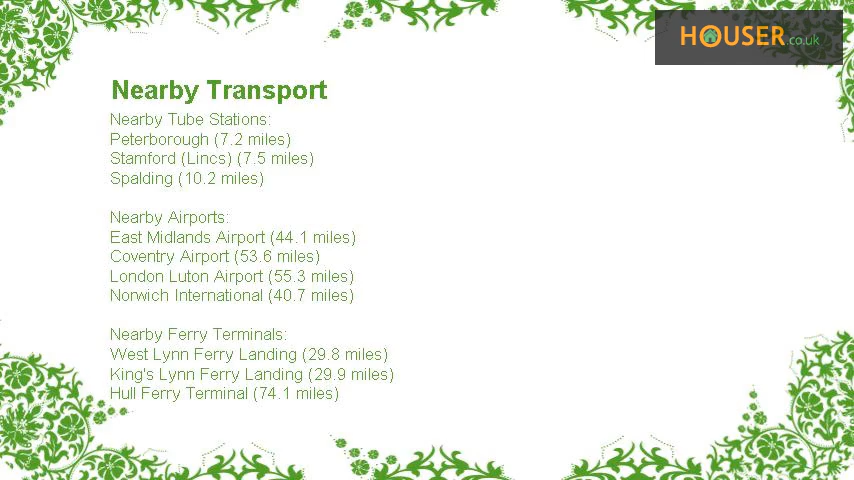 HOUSER.co.uk
Nearby Transport
Nearby Tube Stations:
Peterborough (7.2 miles)
Stamford (Lincs) (7.5 miles)
Spalding (10.2 miles)
Nearby Airports:
East Midlands Airport (44.1 miles)
Coventry Airport (53.6 miles)
London Luton Airport (55.3 miles)
Norwich International (40.7 miles)
Nearby Ferry Terminals:
West Lynn Ferry Landing (29.8 miles)
King's Lynn Ferry Landing (29.9 miles)
Hull Ferry Terminal (74.1 miles)